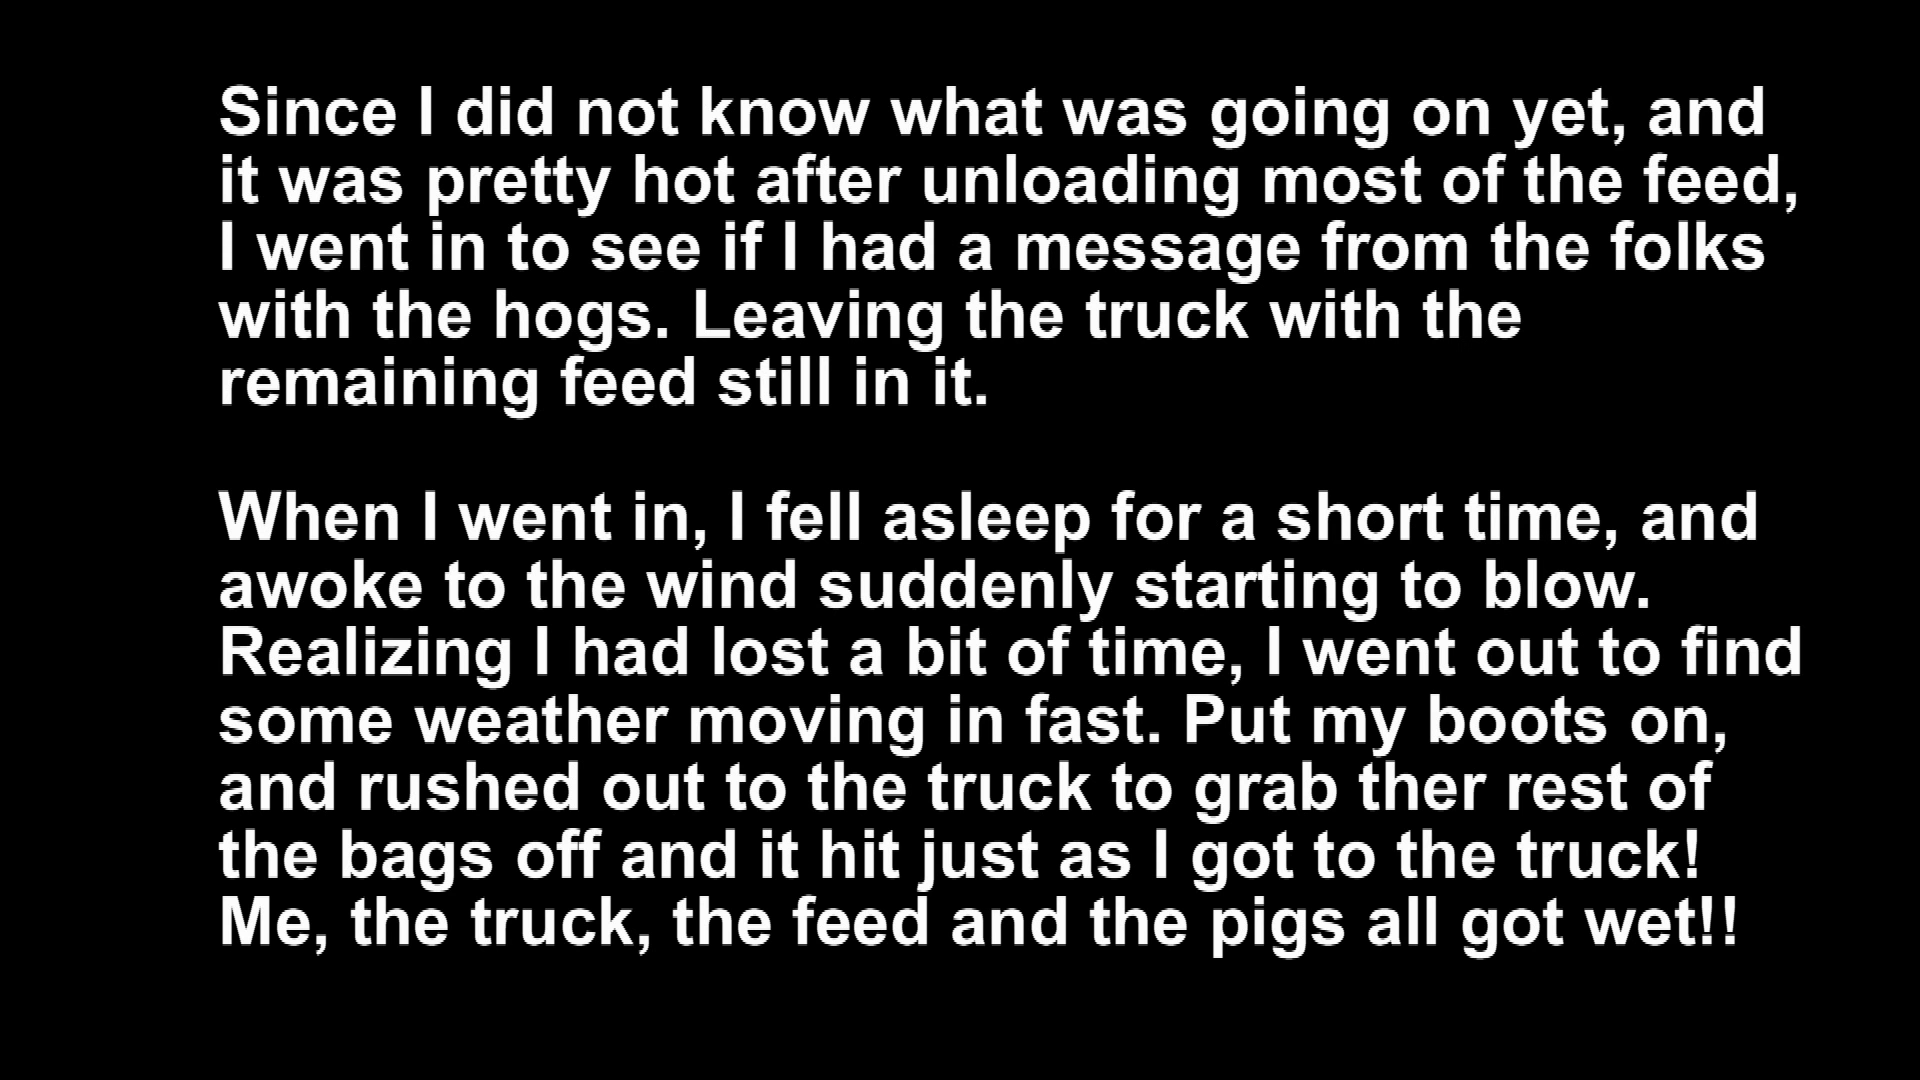 Since I did not know what was going on yet, and
it was pretty hot after unloading most of the feed,
I went in to see if I had a message from the folks
with the hogs. Leaving the truck with the
remaining feed still in it.
When I went in, I fell asleep for a short time, and
awoke to the wind suddenly starting to blow.
Realizing I had lost a bit of time, I went out to find
some weather moving in fast. Put my boots on,
and rushed out to the truck to grab ther rest of
the bags off and it hit just as I got to the truck!
Me, the truck, the feed and the pigs all got wet!!